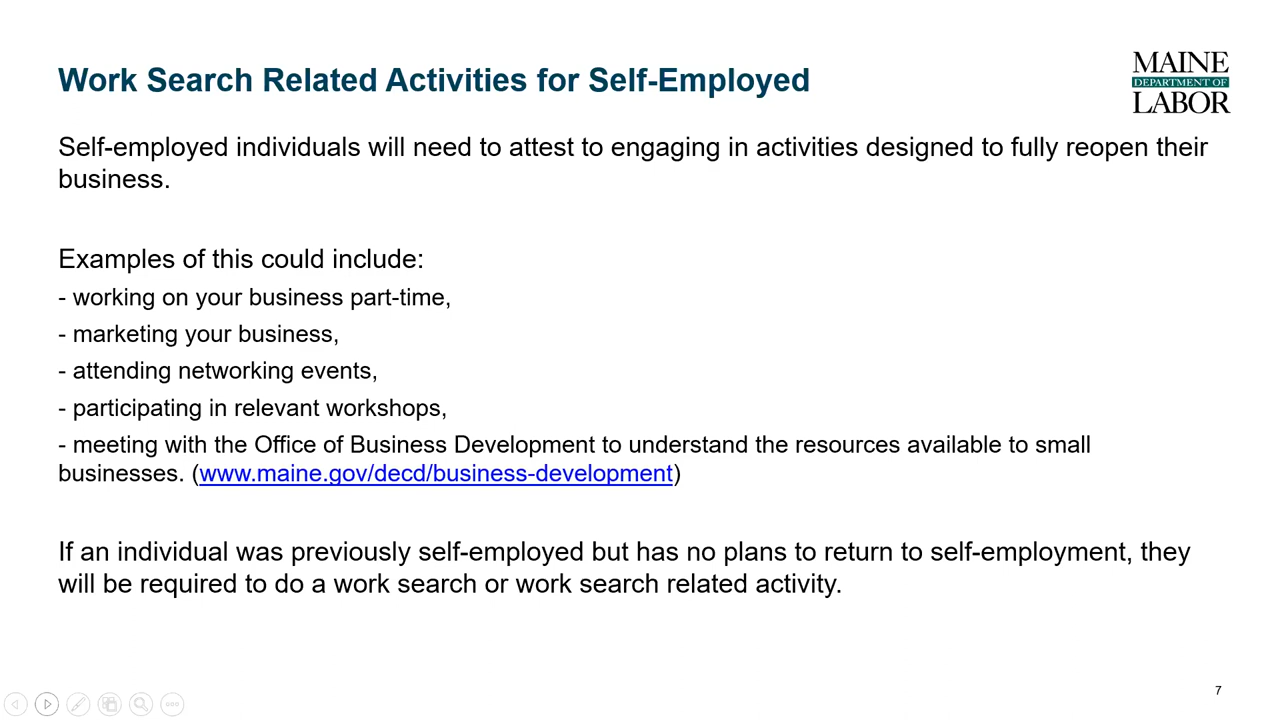 Work Search Related Activities for Self-Employed
MAINE
DEPARTMENT OF
LABOR
Self-employed individuals will need to attest to engaging in activities designed to fully reopen their
business.
Examples of this could include:
- working on your business part-time,
- marketing your business,
- attending networking events,
- participating in relevant workshops,
- meeting with the Office of Business Development to understand the resources available to small
businesses. (www.maine.gov/decd/business-development)
If an individual was previously self-employed but has no plans to return to self-employment, they
will be required to do a work search or work search related activity.
7